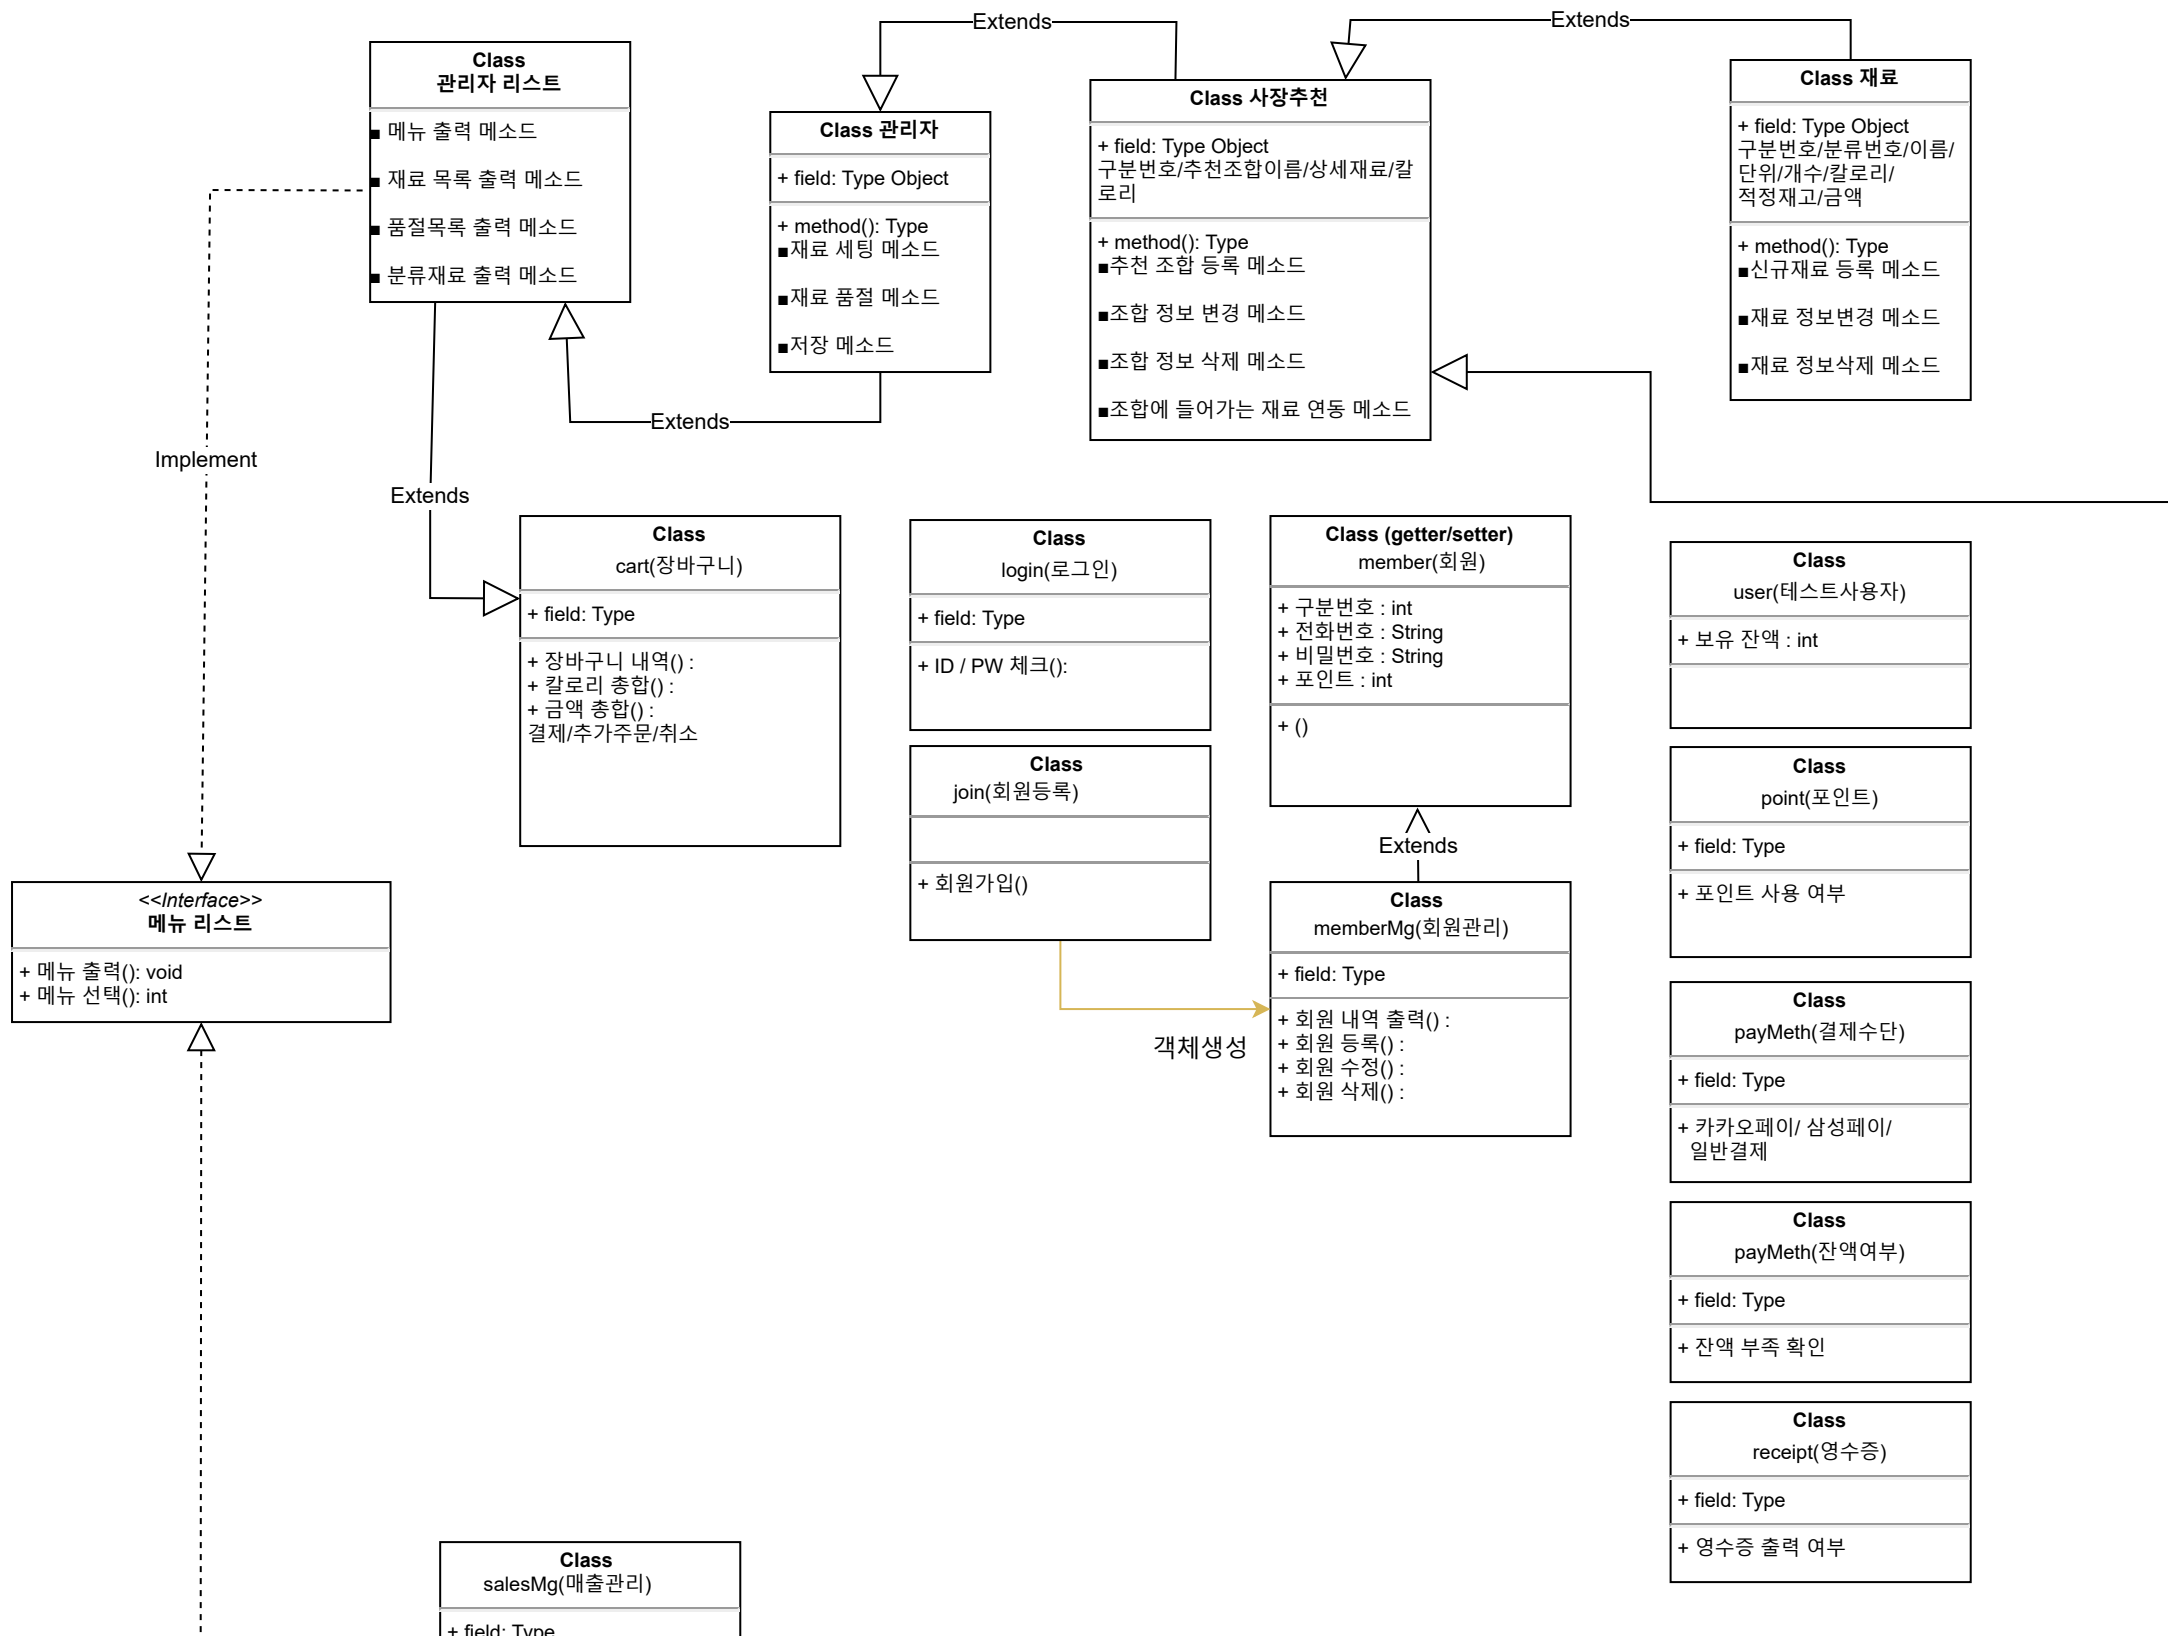 Extends
Extends
Class
관리자 리스트
■ 메뉴 출력 메소드
■ 재료 목록 출력 메소드
■ 품절목록 출력 메소드
■ 분류재료 출력 메소드
Class 관리자
+ field: Type Object
+ method(): Type
■재료 세팅 메소드
■재료 품절 메소드
■저장 메소드
Class 사장추천
+ field: Type Object
구분번호/추천조합이름/상세재료/칼
로리
+ method(): Type
■추천 조합 등록 메소드
■조합 정보 변경 메소드
■조합 정보 삭제 메소드
■조합에 들어가는 재료 연동 메소드
Class 재료
+ field: Type Object
구분번호/분류번호/이름/
단위/개수/칼로리/
적정재고/금액
+ method(): Type
■신규재료 등록 메소드
■재료 정보변경 메소드
■재료 정보삭제 메소드
Extends
Implement
Extends
Class
cart(장바구니)
+ field: Type
+ 장바구니 내역() :
+ 칼로리 총합() :
+ 금액 총합() :
결제/추가주문/취소
Class
login(로그인)
+ field: Type
+ ID / PW 체크():
Class (getter/setter)
member(회원)
+ 구분번호 : int
+ 전화번호 : String
+ 비밀번호 : String
+ 포인트 : int
+ ()
Class
user(테스트사용자)
+ 보유 잔액 : int
Class
join(회원등록)
+ 회원가입()
Extends
Class
point(포인트)
+ field: Type
+ 포인트 사용 여부
<<Interface>>
메뉴 리스트
+ 메뉴 출력(): void
+ 메뉴 선택(): int
Class
memberMg(회원관리)
+ field: Type
+ 회원 내역 출력() :
+ 회원 등록() :
+ 회원 수정() :
+ 회원 삭제() :
객체생성
Class
payMeth(결제수단)
+ field: Type
+ 카카오페이/ 삼성페이/
일반결제
Class
payMeth(잔액여부)
+ field: Type
+ 잔액 부족 확인
Class
receipt(영수증)
+ field: Type
+ 영수증 출력 여부
Class
salesMg(매출관리)
+ field: Type